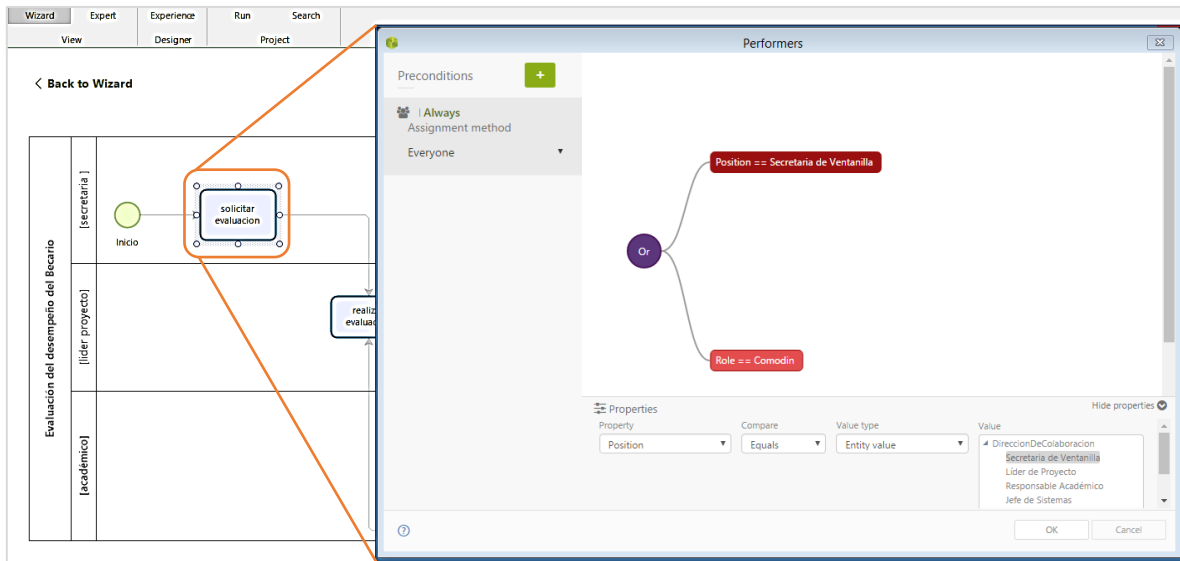 Wizard Expert Experience Run Search
View Designer Project
Back to Wizard
Evaluación del desempeño del Becario
[secretaria ]
Inicio
solicitar
evaluacion
[lider proyecto]
realiz
evaluac
[académico]
Performers
Preconditions
+
| Always
Assignment method
Everyone
Position == Secretaria de Ventanilla
Or
Role == Comodin
Properties
Hide properties
Property Compare Value type Value
Position Equals Entity value
DireccionDeColaboracion
Secretaria de Ventanilla
Líder de Proyecto
Responsable Académico
Jefe de Sistemas
?
OK Cancel